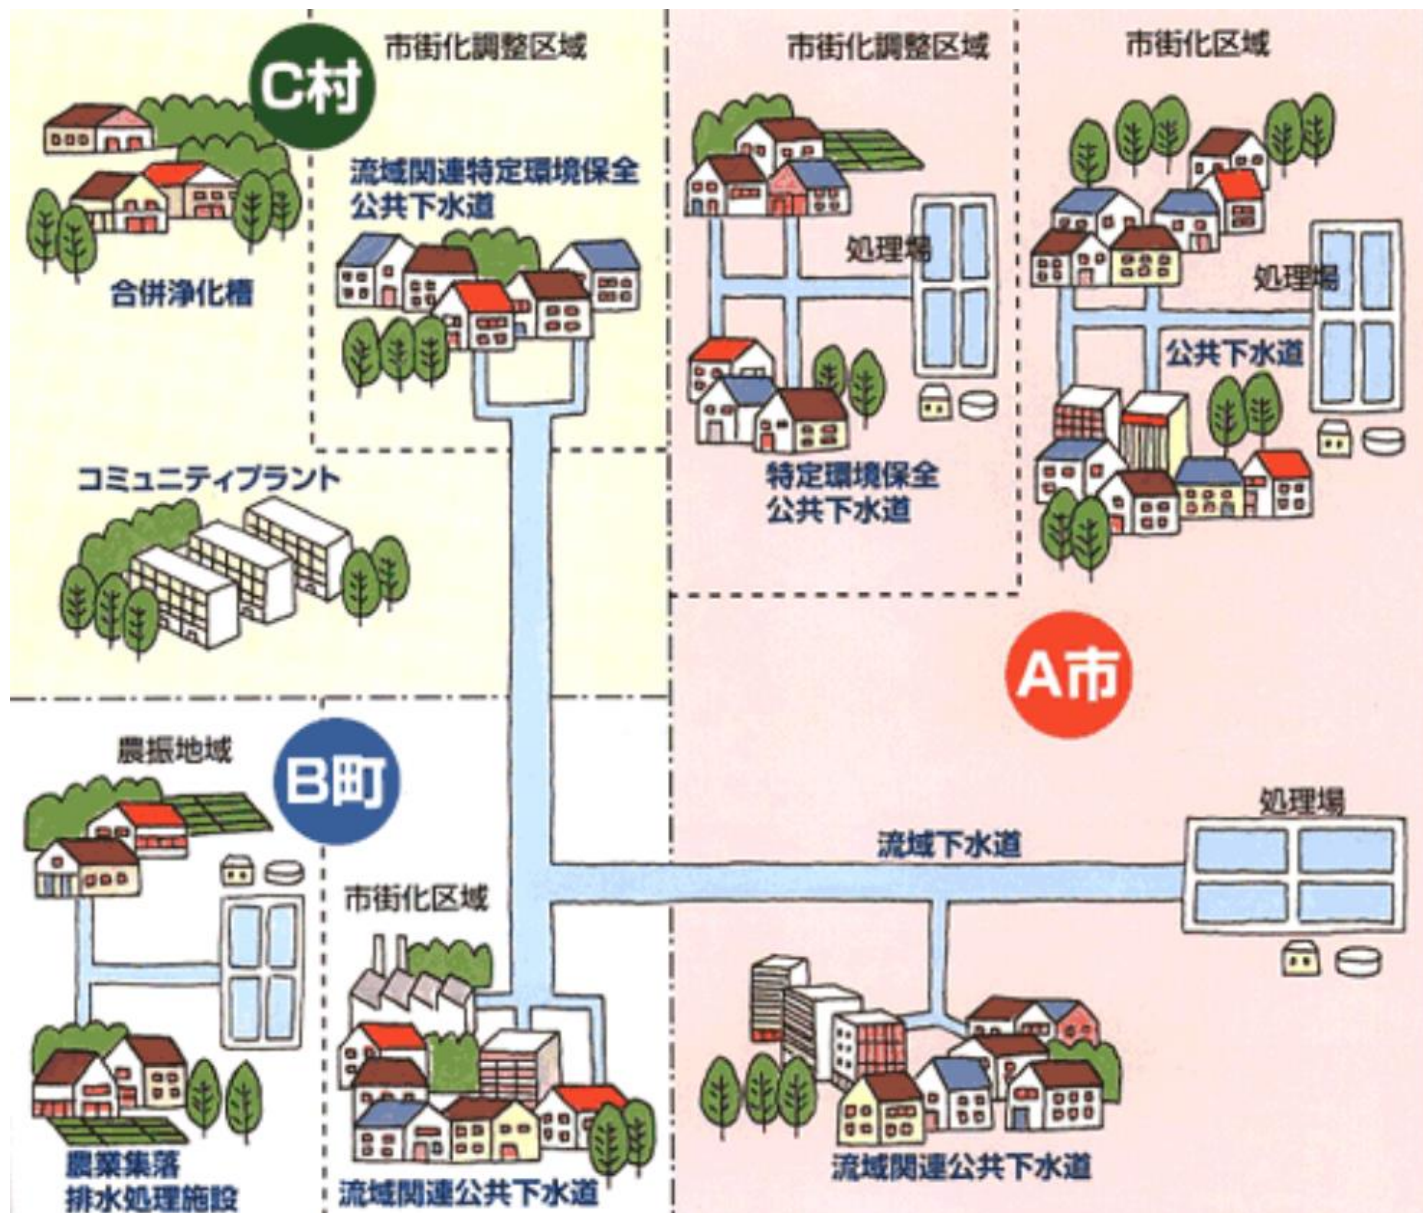 C村
市街化調整区域
流域関連特定環境保全
公共下水道
合併浄化槽
コミュニティプラント
市街化調整区域
処理場
特定環境保全
公共下水道
市街化区域
処理場
公共下水道
A市
農振地域
B町
市街化区域
農業集落
排水処理施設
流域関連公共下水道
流域下水道
処理場
流域関連公共下水道